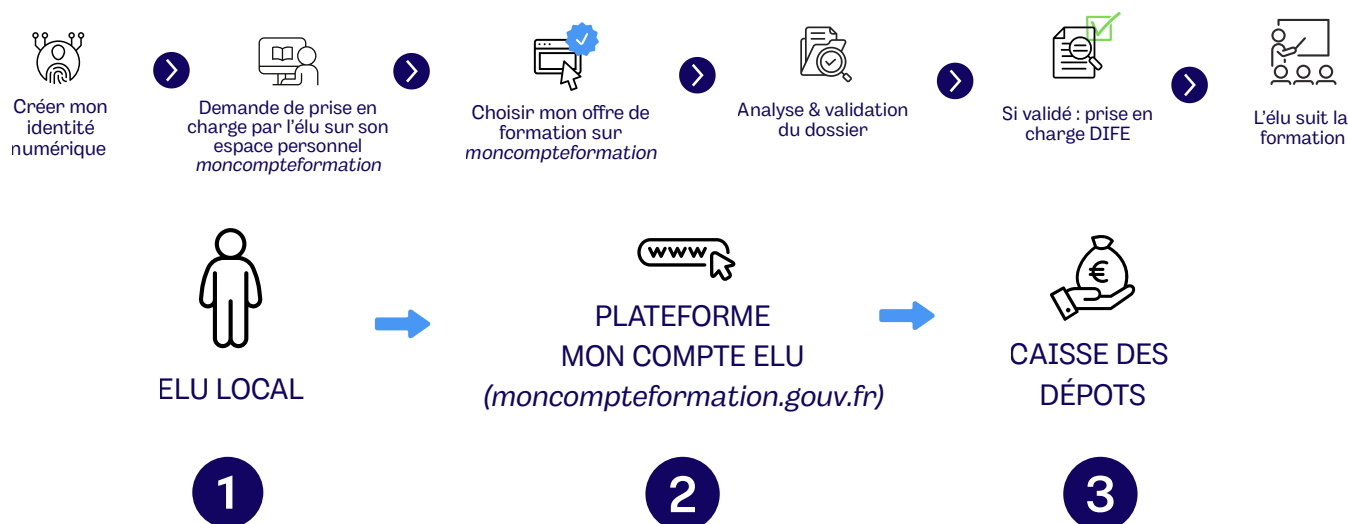 Créer mon
identité
numérique
Demande de prise en
charge par l'élu sur son
espace personnel
moncompteformation
Choisir mon offre de
formation sur
moncompteformation
Analyse & validation
du dossier
Si validé : prise en
charge DIFE
L'élu suit la
formation
ELU LOCAL
www
PLATEFORME
MON COMPTE ELU
(moncompteformation.gouv.fr)
€
CAISSE DES
DÉPOTS
1
2
3